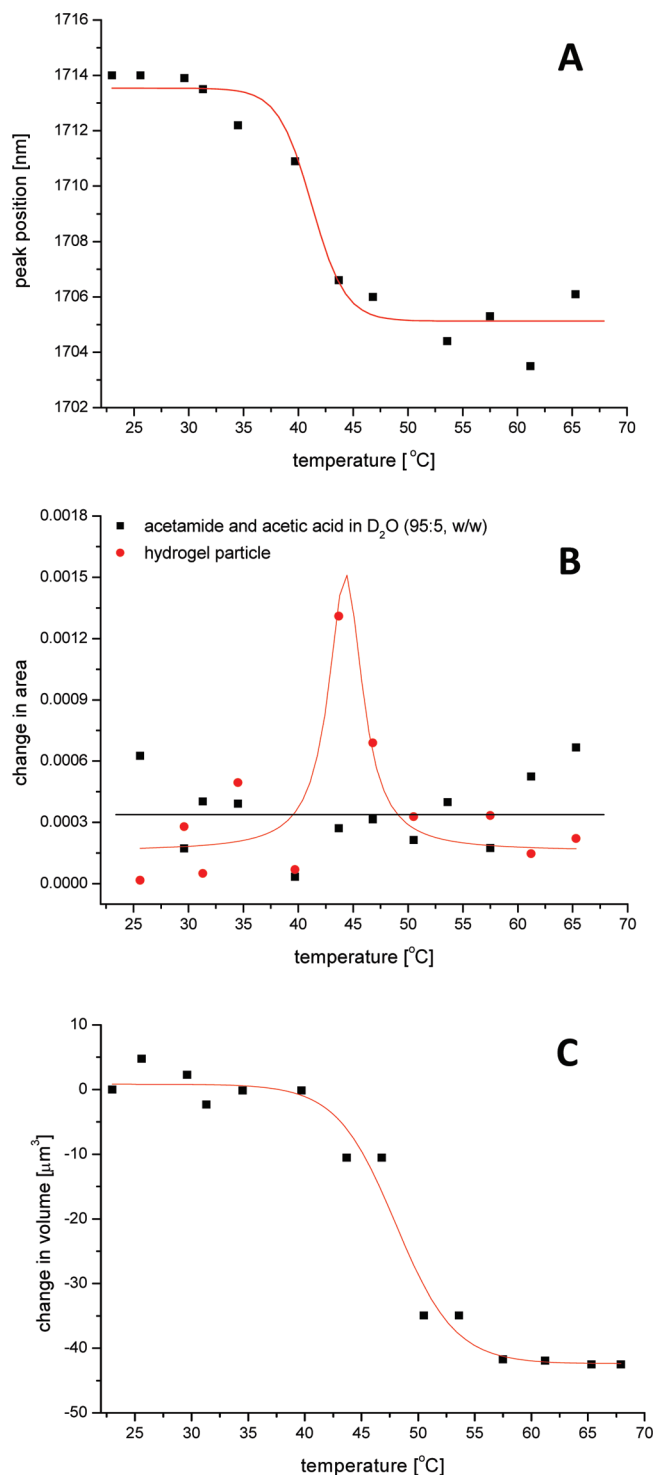 1716
A
1714
1712
1710
1708
1706
1704
1702
peak position [nm]
25 30 35 40 45 50 55 60 65 70
temperature [°C]
0.0018
acetamide and acetic acid in D₂O (95:5, w/w)
hydrogel particle
B
0.0015
0.0012
0.0009
0.0006
0.0003
0.0000
change in area
25 30 35 40 45 50 55 60 65 70
temperature [°C]
10
C
0
-10
-20
-30
-40
-50
change in volume [μm³]
25 30 35 40 45 50 55 60 65 70
temperature [°C]